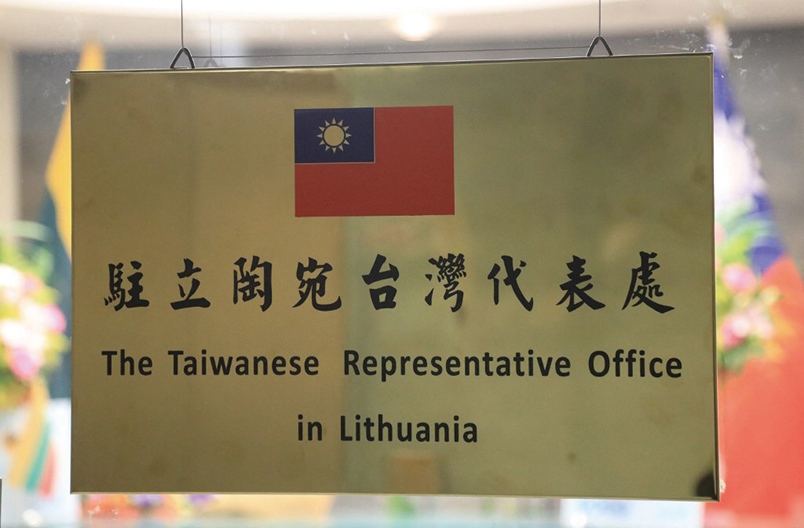 駐立陶宛台灣代表處
The Taiwanese Representative Office
in Lithuania